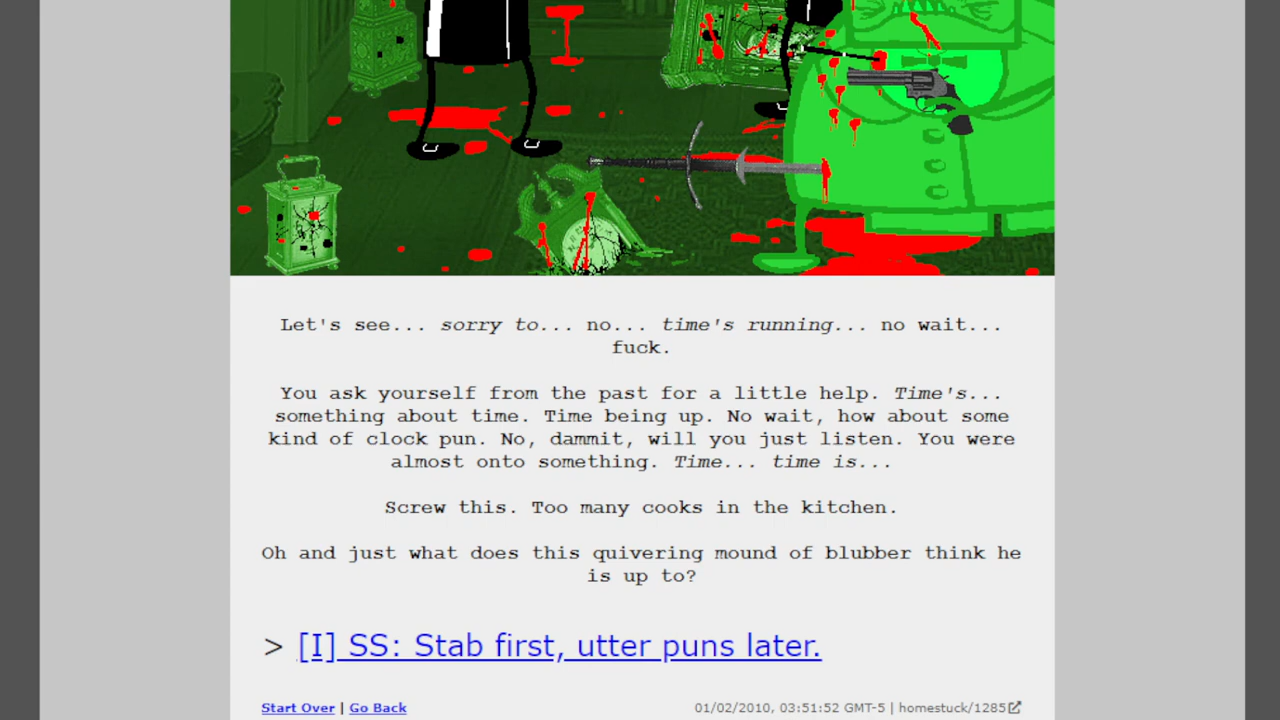 Let's see... sorry to... no... time's running... no wait...
fuck.
You ask yourself from the past for a little help. Time's...
something about time. Time being up. No wait, how about some
kind of clock pun. No, dammit, will you just listen. You were
almost onto something. Time... time is...
Screw this. Too many cooks in the kitchen.
Oh and just what does this quivering mound of blubber think he
is up to?
> [I] SS: Stab first, utter puns later.
Start Over | Go Back 01/02/2010, 03:51:52 GMT-5 | homestuck/1285